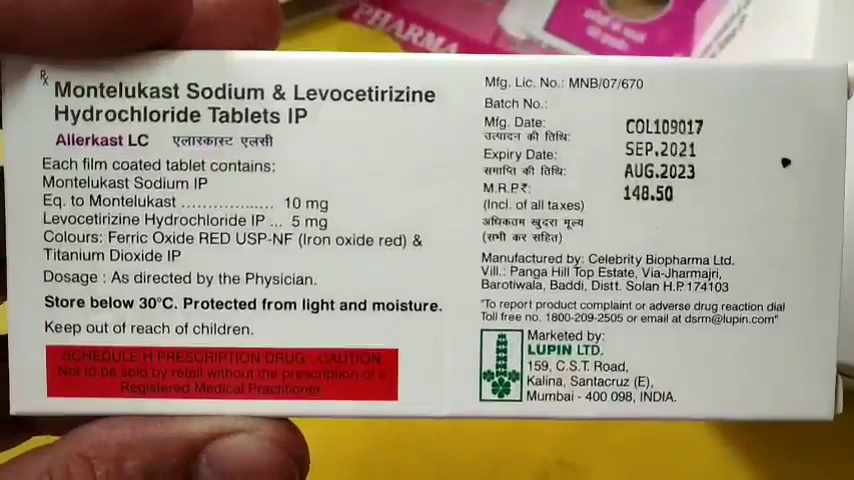 PHARMA
Rx
Montelukast Sodium & Levocetirizine
Hydrochloride Tablets IP
Allerkast LC एलारकास्ट एलसी
Each film coated tablet contains:
Montelukast Sodium IP
Eq. to Montelukast ................... 10 mg
Levocetirizine Hydrochloride IP ... 5 mg
Colours: Ferric Oxide RED USP-NF (Iron oxide red) &
Titanium Dioxide IP
Dosage : As directed by the Physician.
Store below 30°C. Protected from light and moisture.
Keep out of reach of children.
SCHEDULE H PRESCRIPTION DRUG - CAUTION
Not to be sold by retail without the prescription of a
Registered Medical Practitioner
Mfg. Lic. No.: MNB/07/670
Batch No.:
Mfg. Date:
उत्पादन की तिथि:
Expiry Date:
समाप्ति की तिथि:
M.R.P.₹:
(Incl. of all taxes)
अधिकतम खुदरा मूल्य
(सभी कर सहित)
COL109017
SEP.2021
AUG.2023
148.50
Manufactured by: Celebrity Biopharma Ltd.
Vill.: Panga Hill Top Estate, Via-Jharmajri,
Barotiwala, Baddi, Distt. Solan H.P.174103
"To report product complaint or adverse drug reaction dial
Toll free no. 1800-209-2505 or email at dsrm@lupin.com"
Marketed by:
LUPIN LTD.
159, C.S.T. Road,
Kalina, Santacruz (E),
Mumbai - 400 098, INDIA.